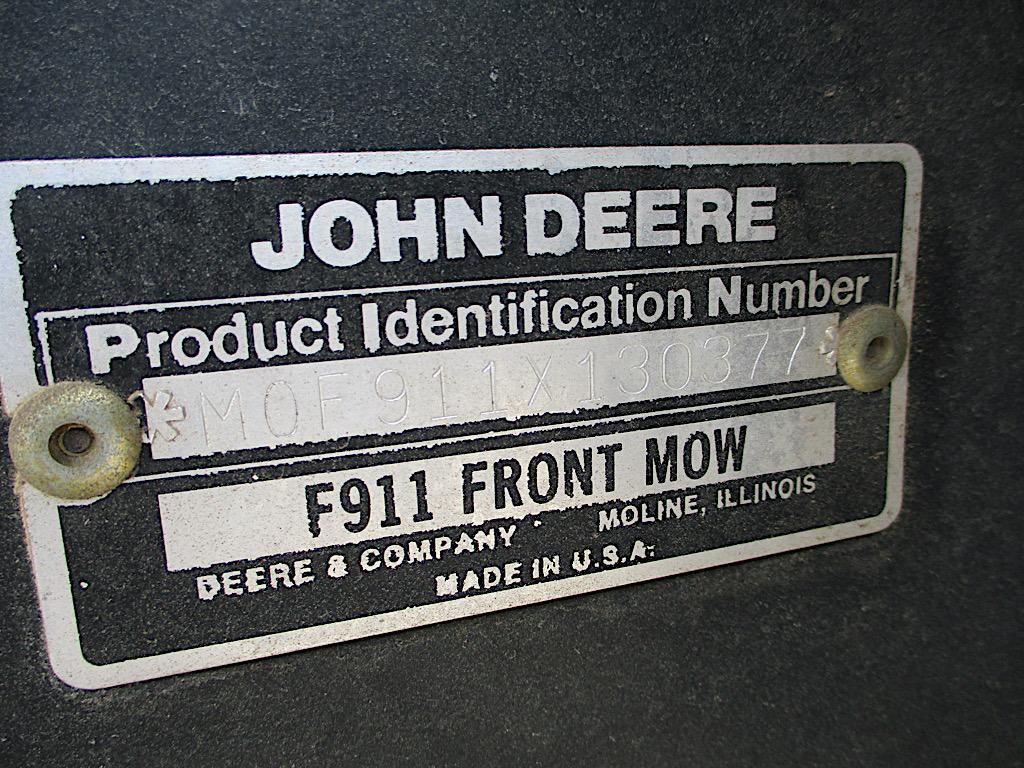 JOHN DEERE
Product Identification Number
*M0F911X130377*
F911 FRONT MOW
DEERE & COMPANY MOLINE, ILLINOIS
MADE IN U.S.A.